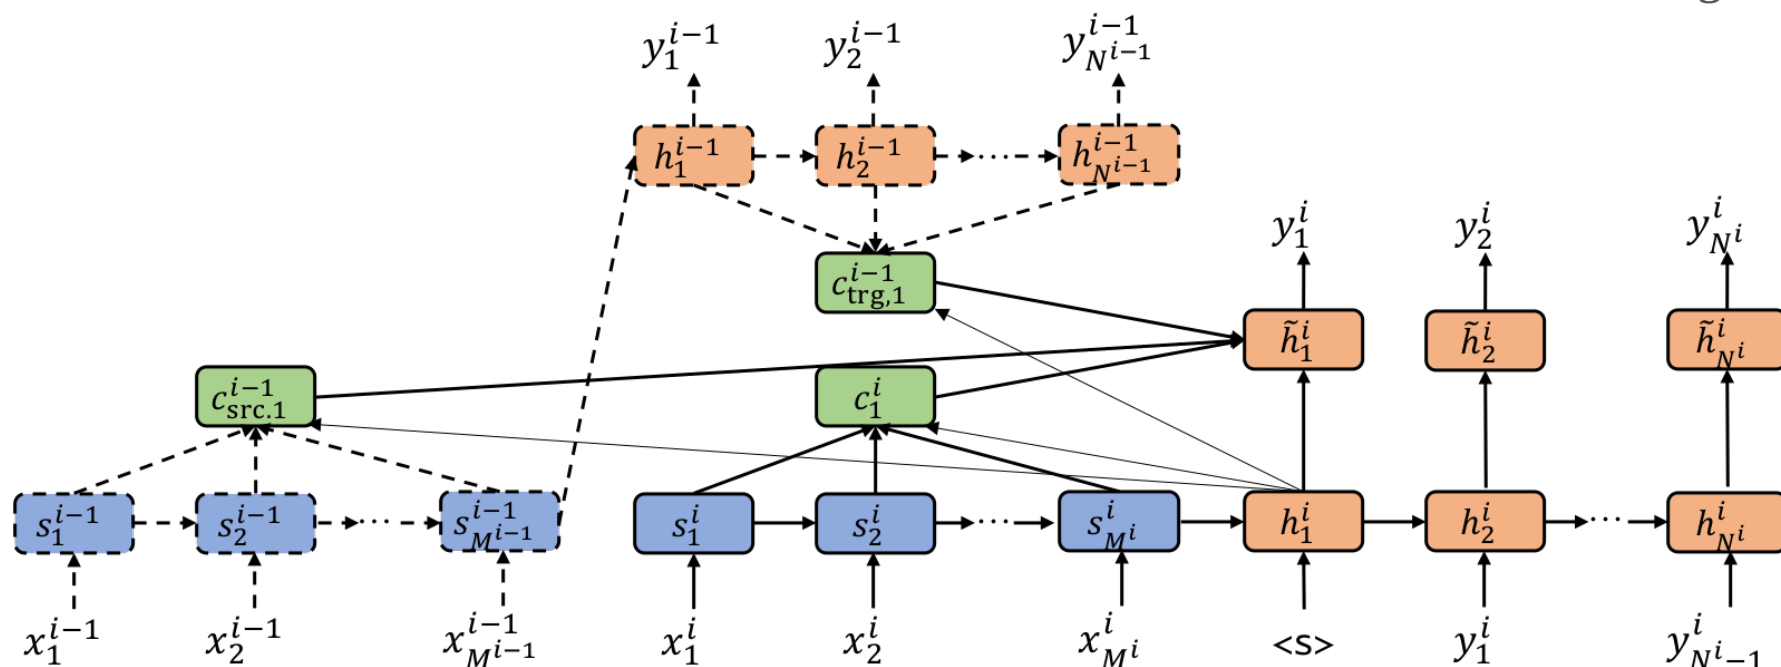 y_1^{i-1} y_2^{i-1} y_{N^{i-1}}^{i-1}
h_1^{i-1} h_2^{i-1} ... h_{N^{i-1}}^{i-1}
y_1^i y_2^i y_{N^i}^i
c_{trg,1}^{i-1}
h̃_1^i h̃_2^i h̃_{N^i}^i
c_{src.1}^{i-1} c_1^i
s_1^{i-1} s_2^{i-1} ... s_{M^{i-1}}^{i-1} s_1^i s_2^i ... s_{M^i}^i h_1^i h_2^i ... h_{N^i}^i
x_1^{i-1} x_2^{i-1} x_{M^{i-1}}^{i-1} x_1^i x_2^i x_{M^i}^i <s> y_1^i y_{N^i-1}^i